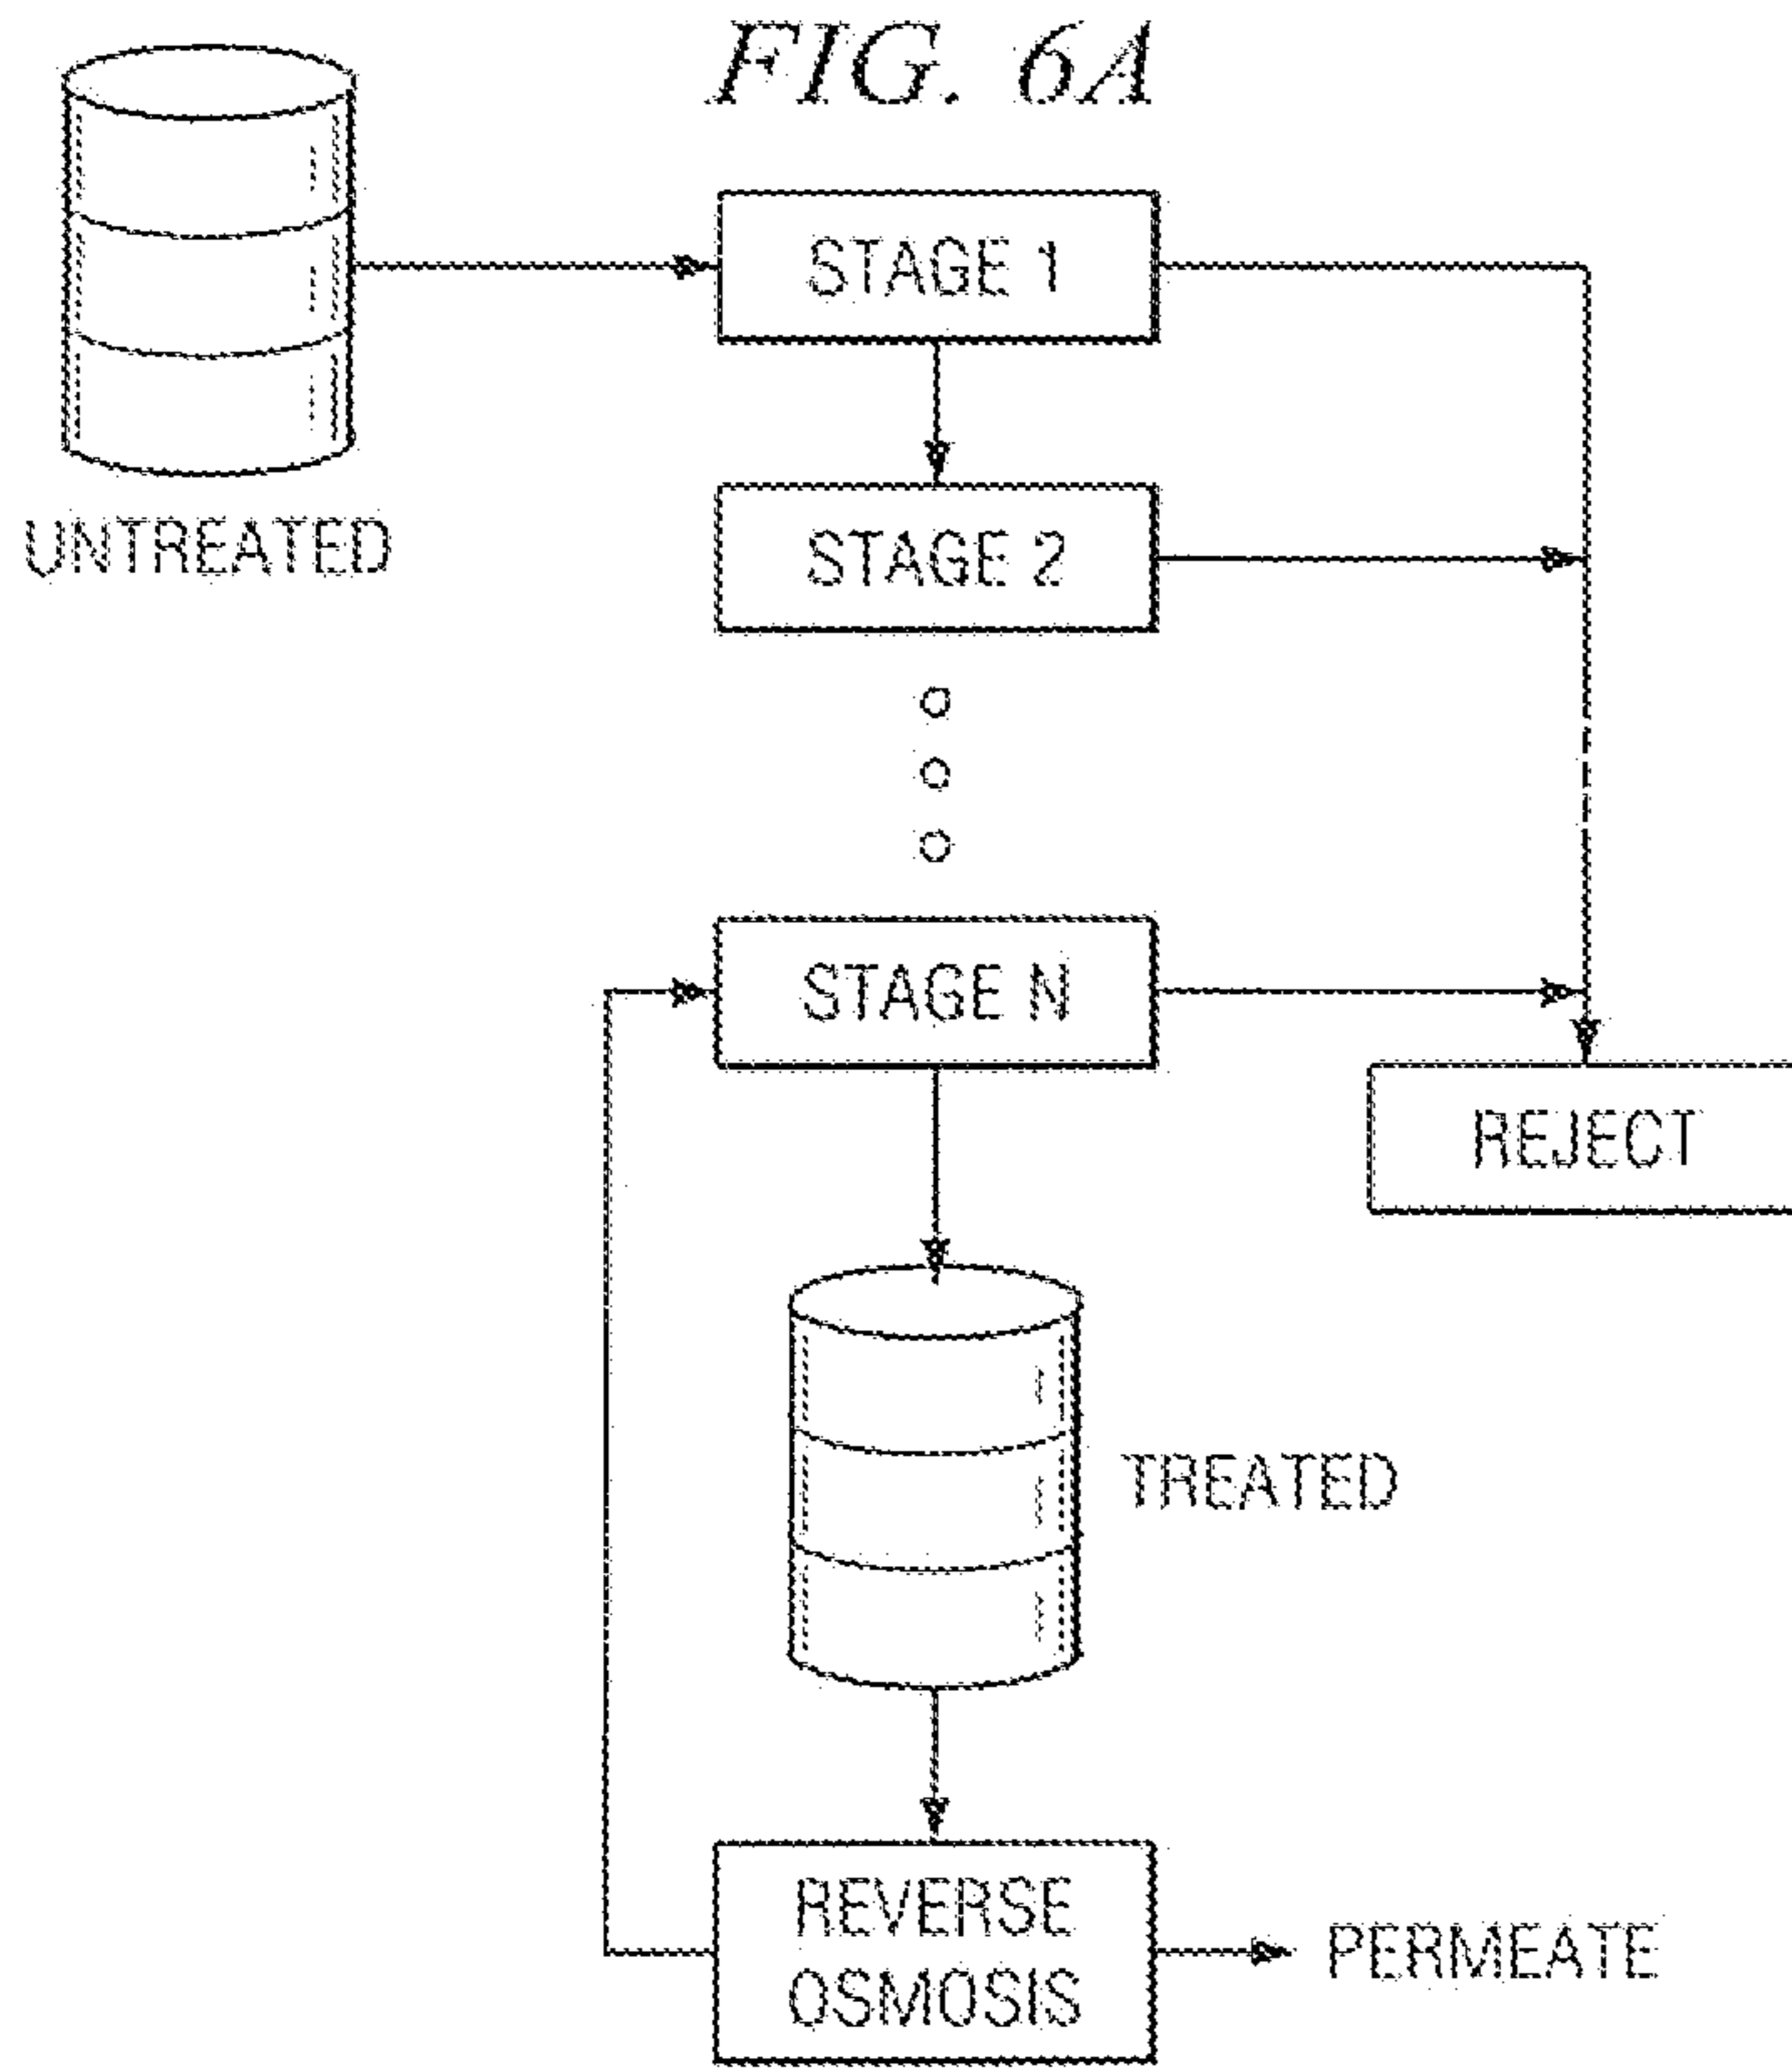 FIG. 6A
STAGE 1
UNTREATED
STAGE 2
STAGE N
REJECT
TREATED
REVERSE
OSMOSIS
PERMEATE